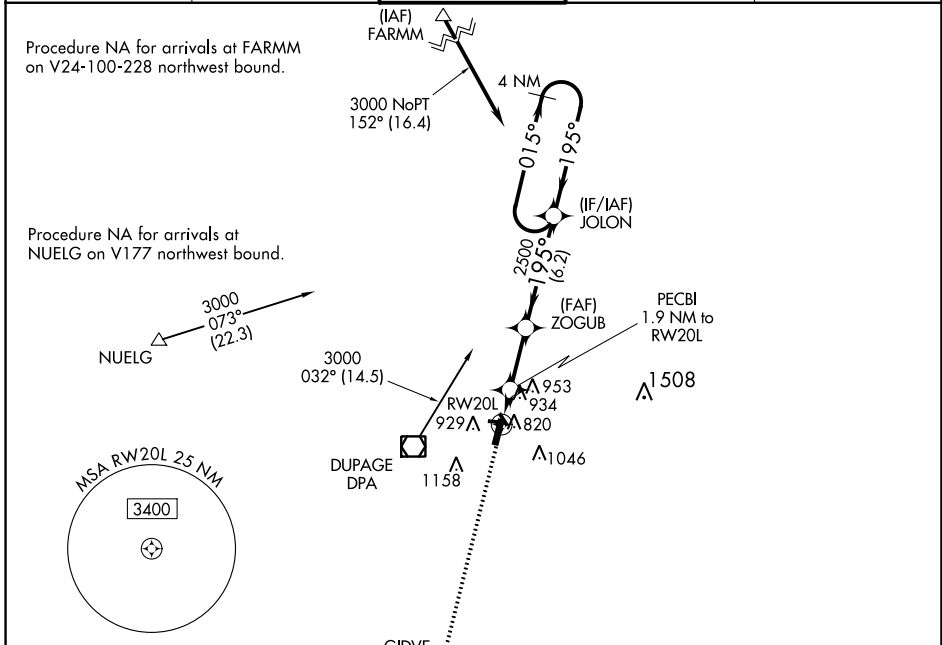 (IAF)
FARMM
Procedure NA for arrivals at FARMM
on V24-100-228 northwest bound.
3000 NoPT
152° (16.4)
4 NM
015°
195°
(IF/IAF)
JOLON
Procedure NA for arrivals at
NUELG on V177 northwest bound.
2500
195°
(6.2)
3000
073°
(22.3)
NUELG
(FAF)
ZOGUB
PECBI
1.9 NM to
RW20L
3000
032° (14.5)
1508
953
934
RW20L
929
820
1046
DUPAGE
DPA
1158
MSA RW20L 25 NM
3400